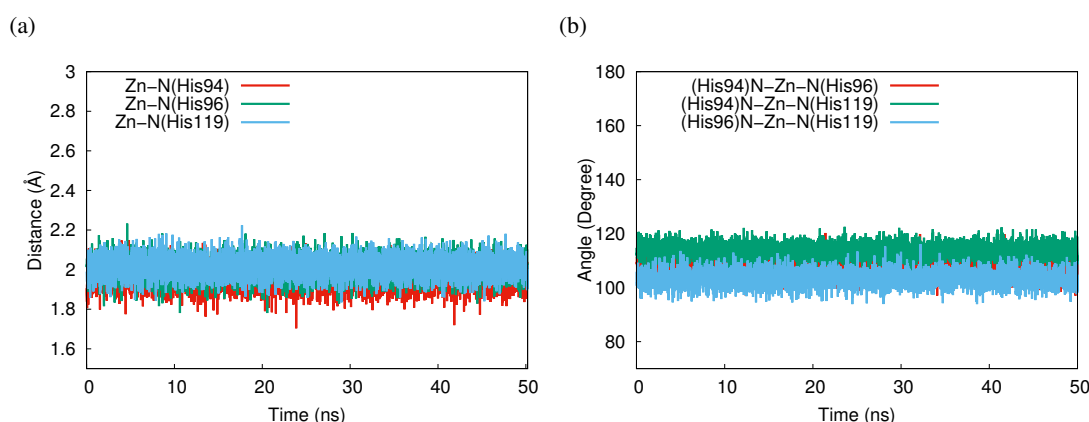 (a)
3
2.8
2.6
2.4
2.2
2
1.8
1.6
Distance (Å)
Zn−N(His94)
Zn−N(His96)
Zn−N(His119)
0 10 20 30 40 50
Time (ns)
(b)
180
160
140
120
100
80
Angle (Degree)
(His94)N−Zn−N(His96)
(His94)N−Zn−N(His119)
(His96)N−Zn−N(His119)
0 10 20 30 40 50
Time (ns)